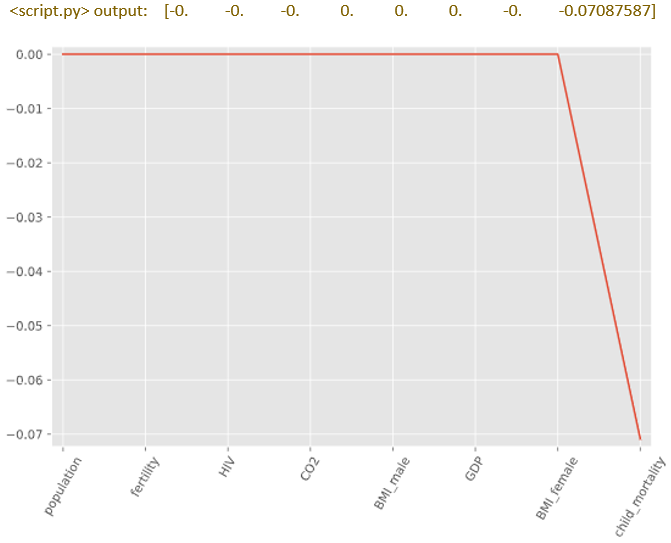 <script.py> output: [-0. -0. -0. 0. 0. 0. -0. -0.07087587]
0.00
−0.01
−0.02
−0.03
−0.04
−0.05
−0.06
−0.07
population
fertility
HIV
CO2
BMI_male
GDP
BMI_female
child_mortality